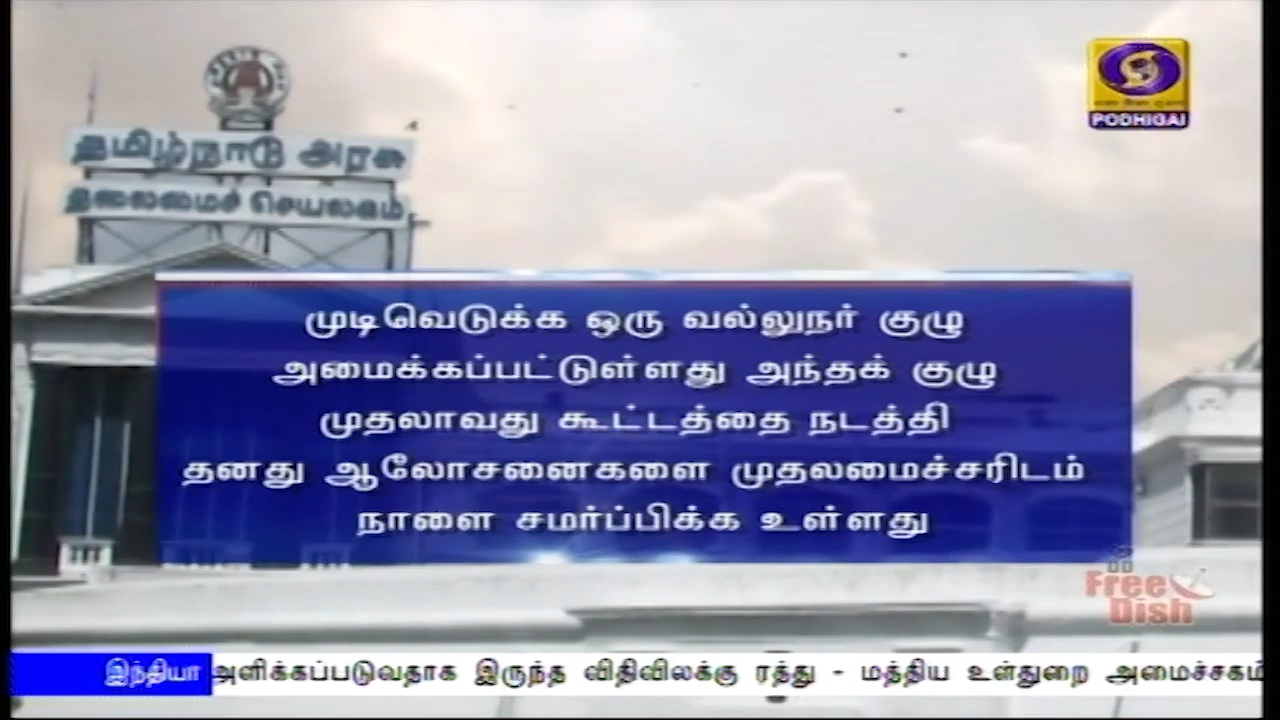 தமிழ்நாடு அரசு
தலைமைச் செயலகம்
PODHIGAI
முடிவெடுக்க ஒரு வல்லுநர் குழு
அமைக்கப்பட்டுள்ளது அந்தக் குழு
முதலாவது கூட்டத்தை நடத்தி
தனது ஆலோசனைகளை முதலமைச்சரிடம்
நாளை சமர்ப்பிக்க உள்ளது
Free
Dish
இந்தியா அளிக்கப்படுவதாக இருந்த விதிவிலக்கு ரத்து - மத்திய உள்துறை அமைச்சகம்